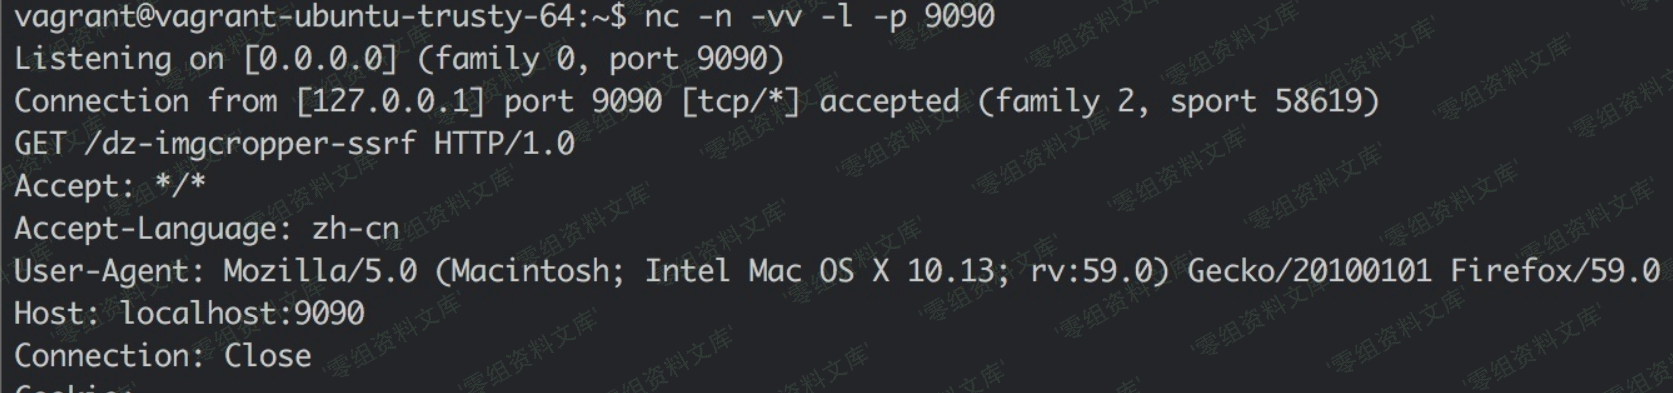 vagrant@vagrant-ubuntu-trusty-64:~$ nc -n -vv -l -p 9090
Listening on [0.0.0.0] (family 0, port 9090)
Connection from [127.0.0.1] port 9090 [tcp/*] accepted (family 2, sport 58619)
GET /dz-imgcropper-ssrf HTTP/1.0
Accept: */*
Accept-Language: zh-cn
User-Agent: Mozilla/5.0 (Macintosh; Intel Mac OS X 10.13; rv:59.0) Gecko/20100101 Firefox/59.0
Host: localhost:9090
Connection: Close
Cookie:
'零组资料文库'